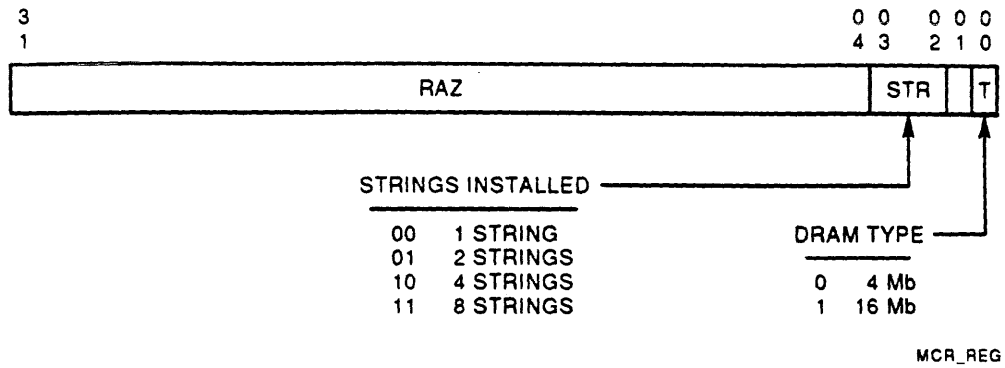 3 0 0 0 0 0
1 4 3 2 1 0
RAZ STR T
STRINGS INSTALLED
00 1 STRING
01 2 STRINGS
10 4 STRINGS
11 8 STRINGS
DRAM TYPE
0 4 Mb
1 16 Mb
MCR_REG